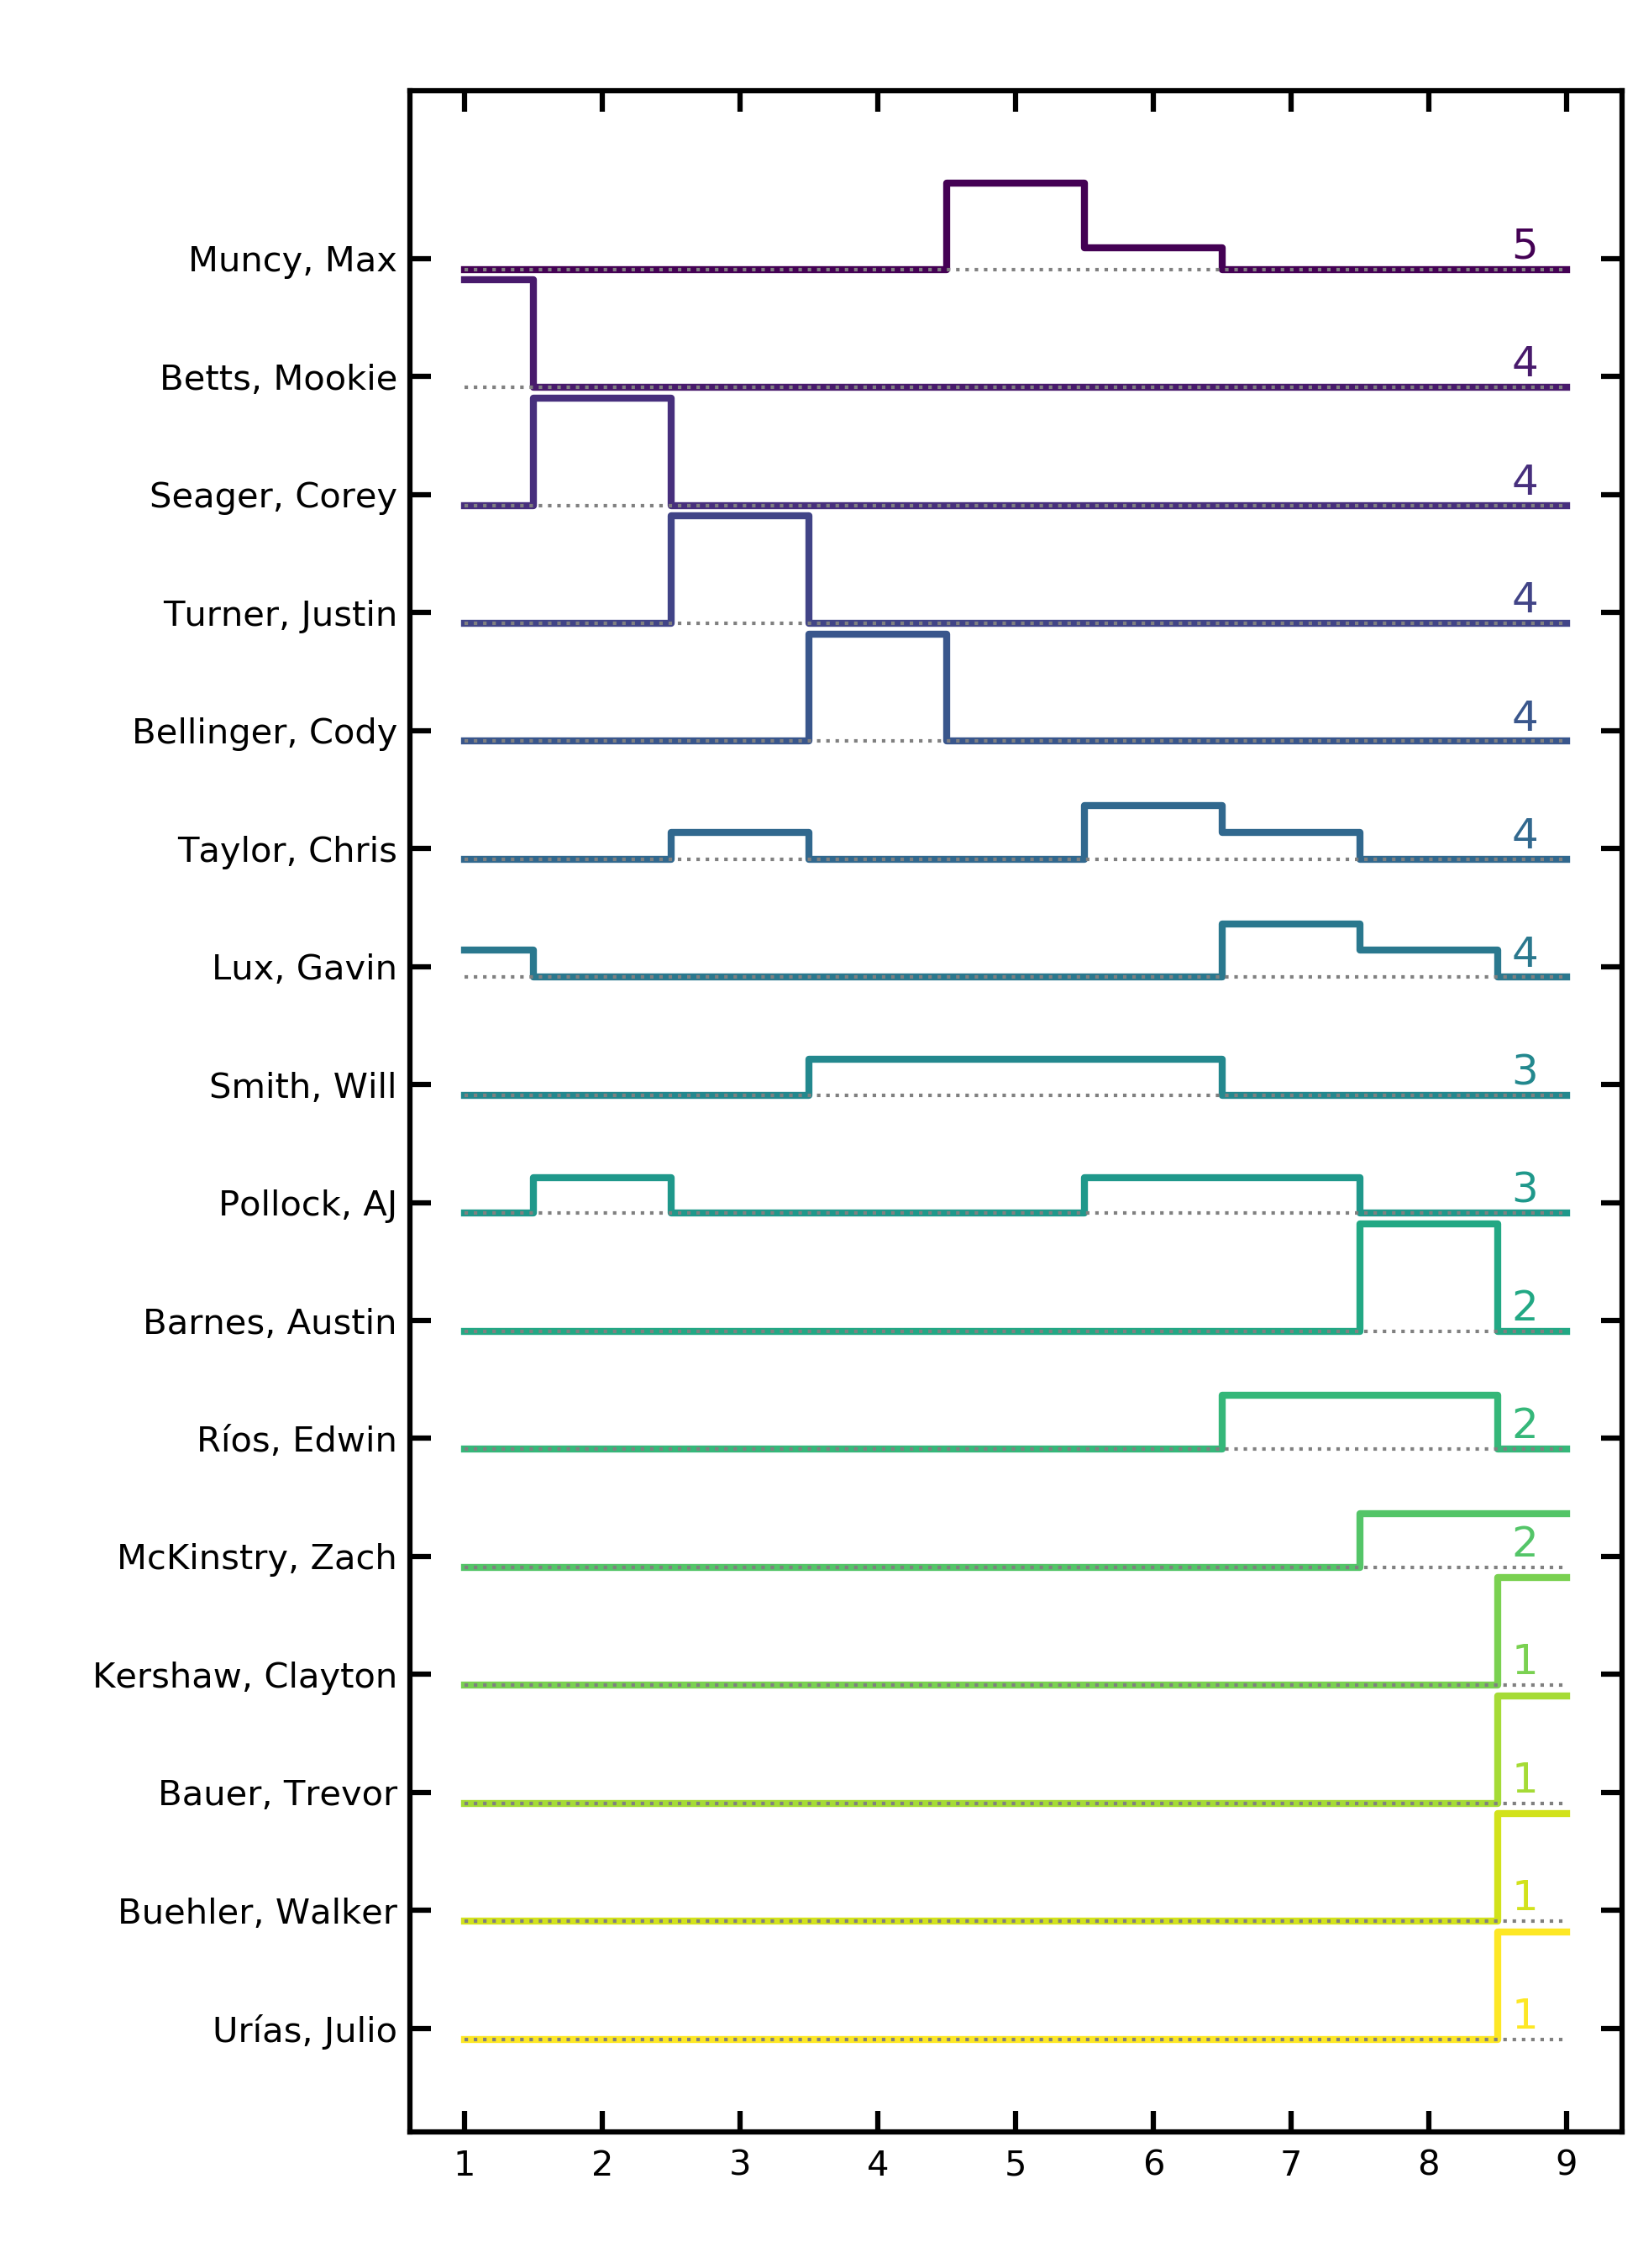 Muncy, Max 5
Betts, Mookie 4
Seager, Corey 4
Turner, Justin 4
Bellinger, Cody 4
Taylor, Chris 4
Lux, Gavin 4
Smith, Will 3
Pollock, AJ 3
Barnes, Austin 2
Ríos, Edwin 2
McKinstry, Zach 2
Kershaw, Clayton 1
Bauer, Trevor 1
Buehler, Walker 1
Urías, Julio 1
1 2 3 4 5 6 7 8 9